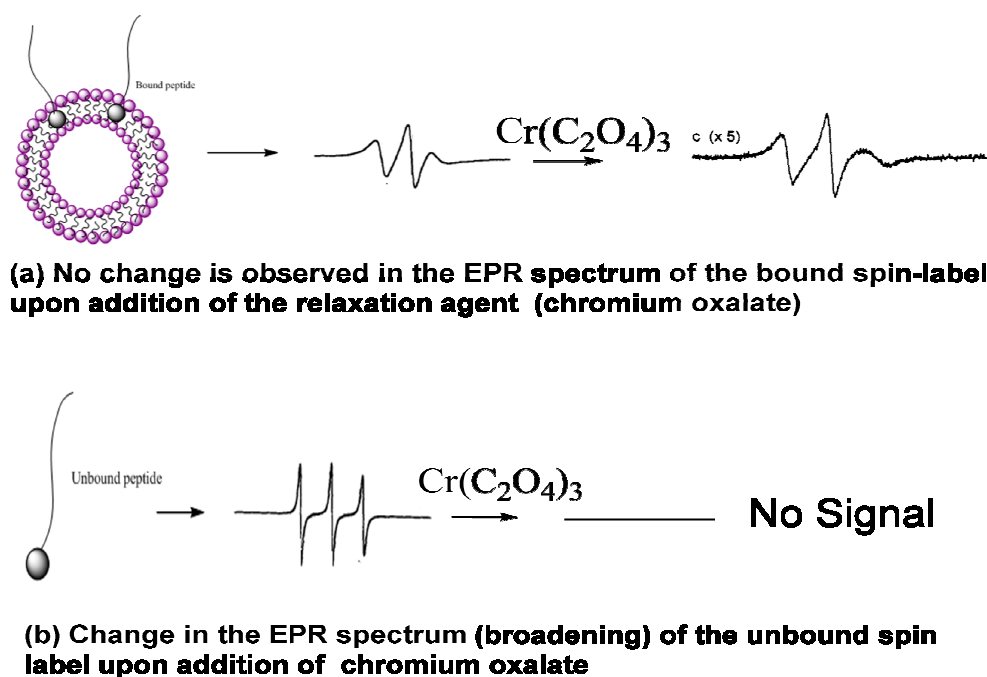 Bound peptide
Cr(C₂O₄)₃
c (x 5)
(a) No change is observed in the EPR spectrum of the bound spin-label
upon addition of the relaxation agent (chromium oxalate)
Unbound peptide
Cr(C₂O₄)₃
No Signal
(b) Change in the EPR spectrum (broadening) of the unbound spin
label upon addition of chromium oxalate